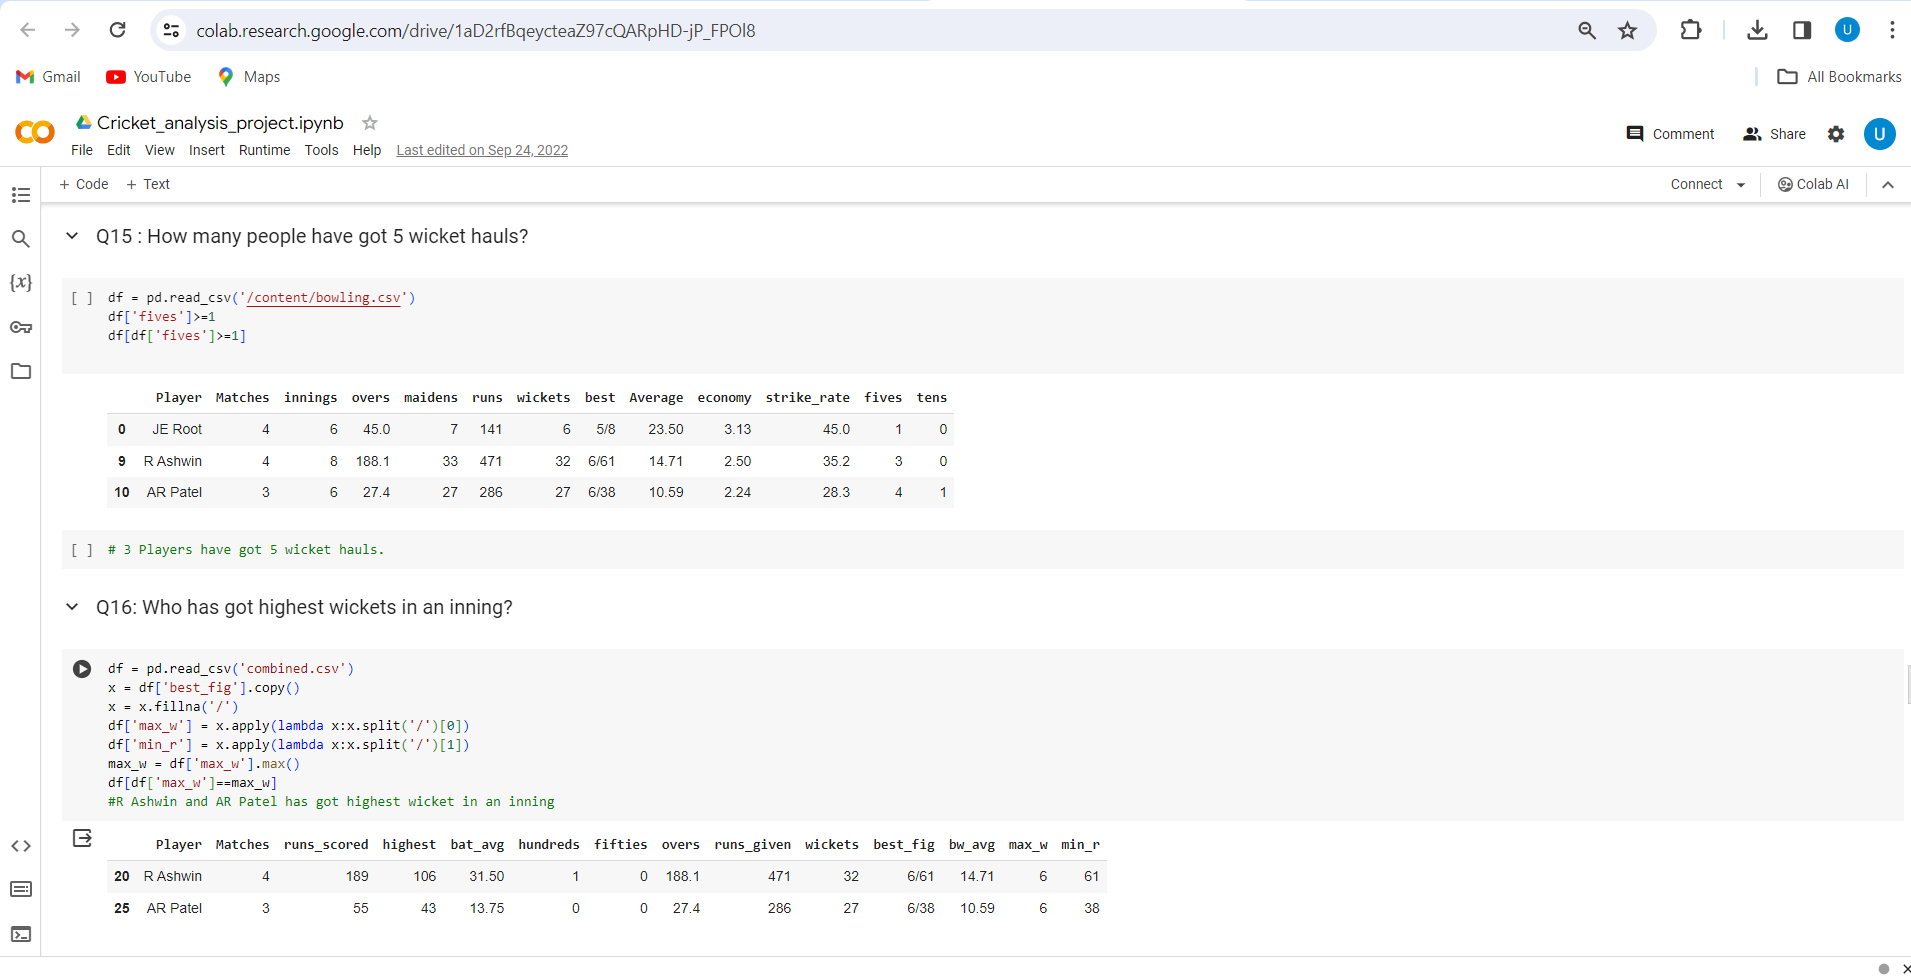 colab.research.google.com/drive/1aD2rfBqeycteaZ97cQARpHD-jP_FPOl8
U
Gmail YouTube Maps All Bookmarks
CO
Cricket_analysis_project.ipynb
File Edit View Insert Runtime Tools Help Last edited on Sep 24, 2022
Comment Share U
+ Code + Text Connect Colab AI
Q15 : How many people have got 5 wicket hauls?
[ ] df = pd.read_csv('/content/bowling.csv')
df['fives']>=1
df[df['fives']>=1]
Player Matches innings overs maidens runs wickets best Average economy strike_rate fives tens
0 JE Root 4 6 45.0 7 141 6 5/8 23.50 3.13 45.0 1 0
9 R Ashwin 4 8 188.1 33 471 32 6/61 14.71 2.50 35.2 3 0
10 AR Patel 3 6 27.4 27 286 27 6/38 10.59 2.24 28.3 4 1
[ ] # 3 Players have got 5 wicket hauls.
Q16: Who has got highest wickets in an inning?
df = pd.read_csv('combined.csv')
x = df['best_fig'].copy()
x = x.fillna('/')
df['max_w'] = x.apply(lambda x:x.split('/')[0])
df['min_r'] = x.apply(lambda x:x.split('/')[1])
max_w = df['max_w'].max()
df[df['max_w']==max_w]
#R Ashwin and AR Patel has got highest wicket in an inning
Player Matches runs_scored highest bat_avg hundreds fifties overs runs_given wickets best_fig bw_avg max_w min_r
20 R Ashwin 4 189 106 31.50 1 0 188.1 471 32 6/61 14.71 6 61
25 AR Patel 3 55 43 13.75 0 0 27.4 286 27 6/38 10.59 6 38
{x}